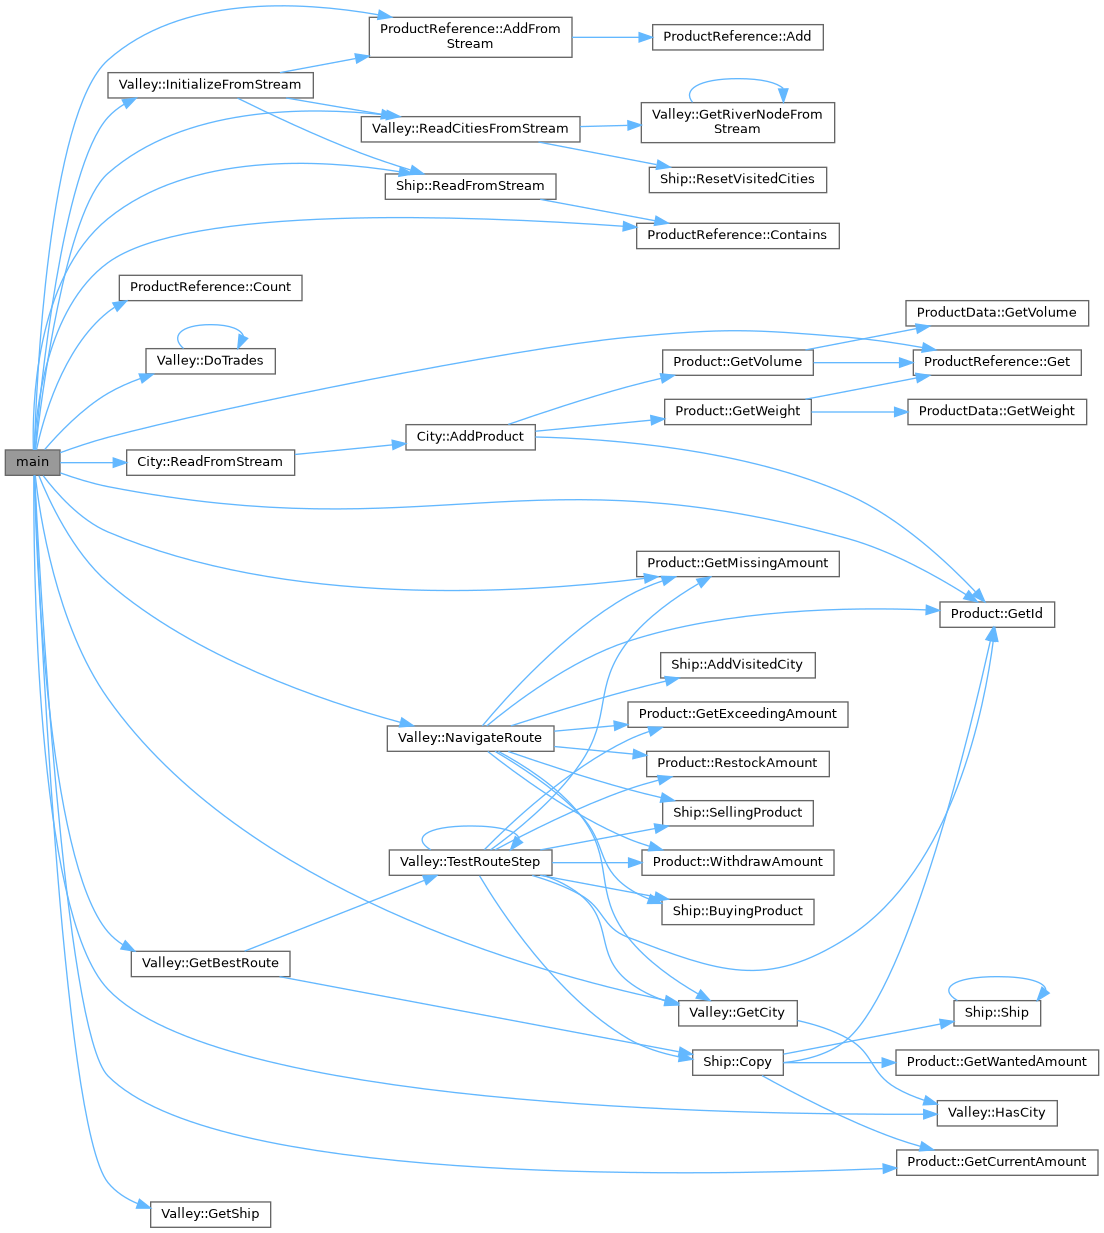 ProductReference::AddFrom
Stream
ProductReference::Add
Valley::InitializeFromStream
Valley::GetRiverNodeFrom
Stream
Valley::ReadCitiesFromStream
Ship::ResetVisitedCities
Ship::ReadFromStream
ProductReference::Contains
ProductReference::Count
ProductData::GetVolume
Valley::DoTrades
Product::GetVolume
ProductReference::Get
Product::GetWeight
ProductData::GetWeight
City::AddProduct
main
City::ReadFromStream
Product::GetMissingAmount
Product::GetId
Ship::AddVisitedCity
Product::GetExceedingAmount
Valley::NavigateRoute
Product::RestockAmount
Ship::SellingProduct
Valley::TestRouteStep
Product::WithdrawAmount
Ship::BuyingProduct
Valley::GetBestRoute
Valley::GetCity
Ship::Ship
Ship::Copy
Product::GetWantedAmount
Valley::HasCity
Product::GetCurrentAmount
Valley::GetShip